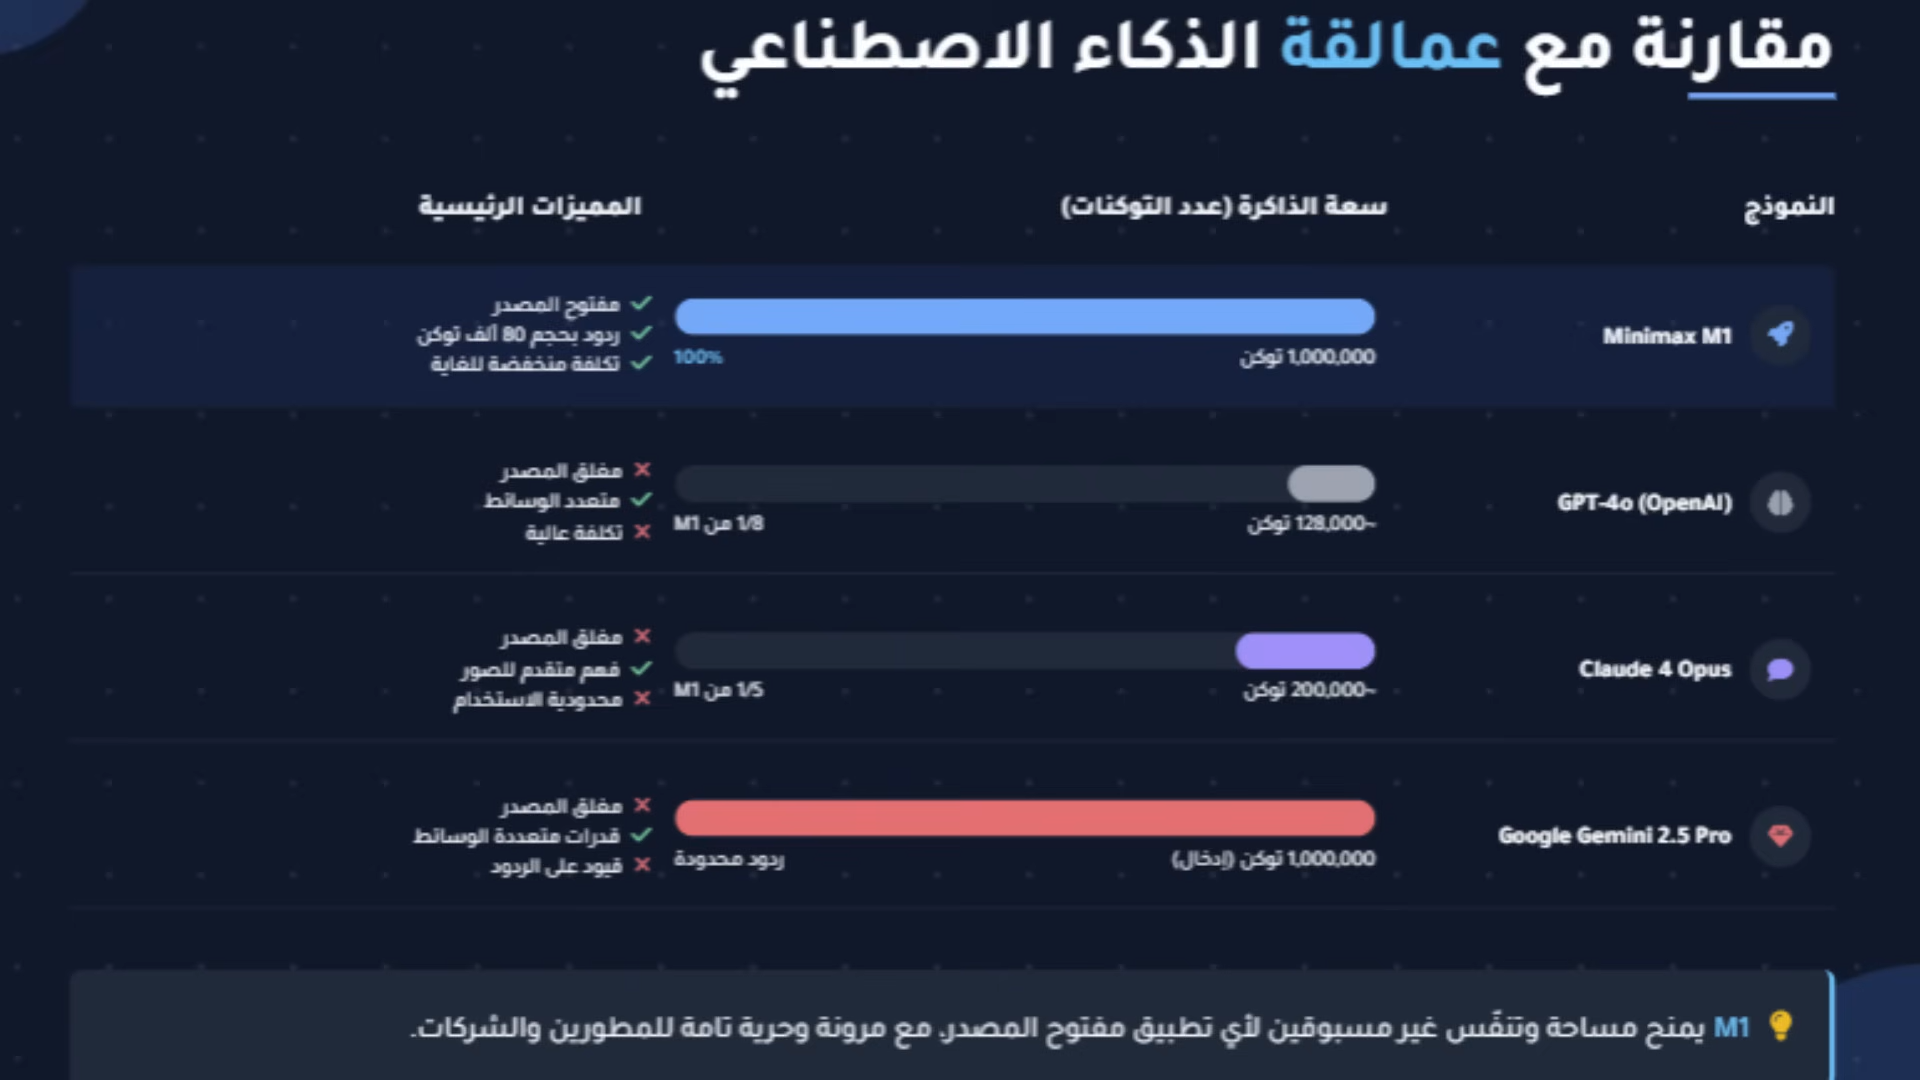 مقارنة مع عمالقة الذكاء الاصطناعي
النموذج
سعة الذاكرة (عدد التوكنات)
المميزات الرئيسية
Minimax M1
1,000,000 توكن
100%
مفتوح المصدر
ردود بحجم 80 ألف توكن
تكلفة منخفضة للغاية
GPT-4o (OpenAI)
~128,000 توكن
1/8 من M1
مغلق المصدر
متعدد الوسائط
تكلفة عالية
Claude 4 Opus
~200,000 توكن
1/5 من M1
مغلق المصدر
فهم متقدم للصور
محدودية الاستخدام
Google Gemini 2.5 Pro
1,000,000 توكن (إدخال)
ردود محدودة
مغلق المصدر
قدرات متعددة الوسائط
قيود على الردود
M1 يمنح مساحة وتنفّس غير مسبوقين لأي تطبيق مفتوح المصدر، مع مرونة وحرية تامة للمطورين والشركات.